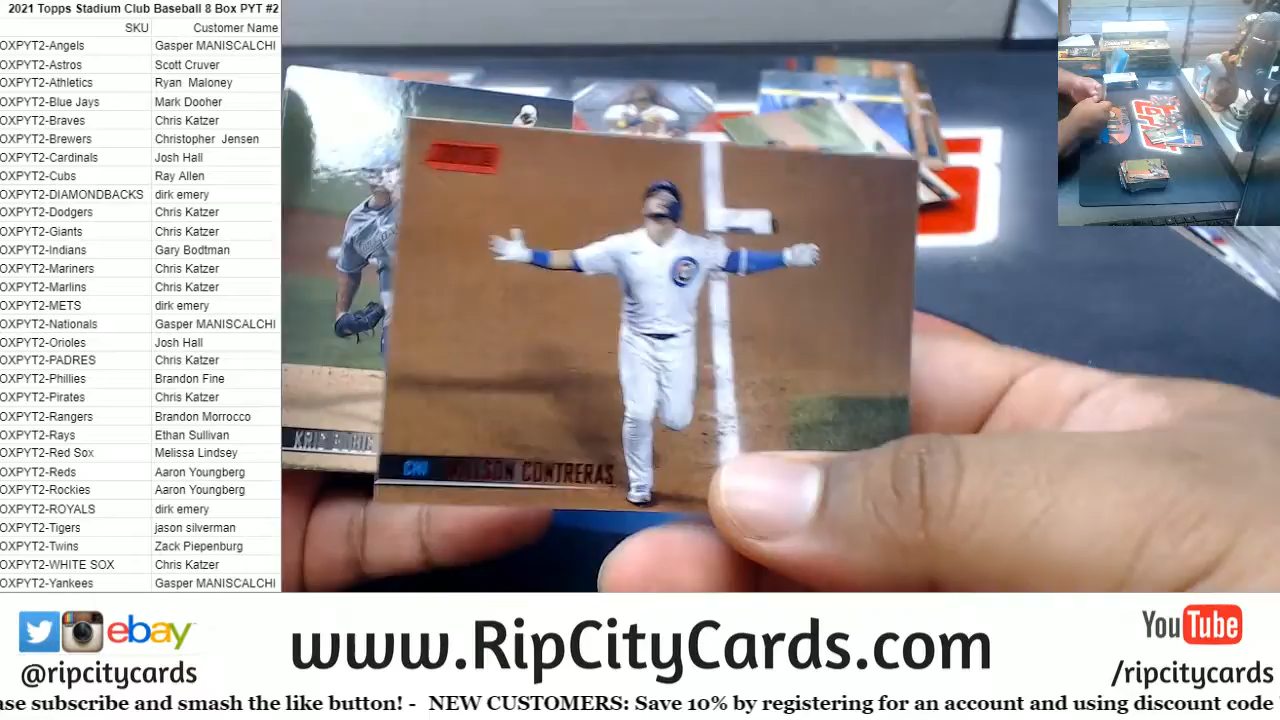 2021 Topps Stadium Club Baseball 8 Box PYT #2
SKU Customer Name
OXPYT2-Angels Gasper MANISCALCHI
OXPYT2-Astros Scott Cruver
OXPYT2-Athletics Ryan Maloney
OXPYT2-Blue Jays Mark Dooher
OXPYT2-Braves Chris Katzer
OXPYT2-Brewers Christopher Jensen
OXPYT2-Cardinals Josh Hall
OXPYT2-Cubs Ray Allen
OXPYT2-DIAMONDBACKS dirk emery
OXPYT2-Dodgers Chris Katzer
OXPYT2-Giants Chris Katzer
OXPYT2-Indians Gary Bodtman
OXPYT2-Mariners Chris Katzer
OXPYT2-Marlins Chris Katzer
OXPYT2-METS dirk emery
OXPYT2-Nationals Gasper MANISCALCHI
OXPYT2-Orioles Josh Hall
OXPYT2-PADRES Chris Katzer
OXPYT2-Phillies Brandon Fine
OXPYT2-Pirates Chris Katzer
OXPYT2-Rangers Brandon Morrocco
OXPYT2-Rays Ethan Sullivan
OXPYT2-Red Sox Melissa Lindsey
OXPYT2-Reds Aaron Youngberg
OXPYT2-Rockies Aaron Youngberg
OXPYT2-ROYALS dirk emery
OXPYT2-Tigers jason silverman
OXPYT2-Twins Zack Piepenburg
OXPYT2-WHITE SOX Chris Katzer
OXPYT2-Yankees Gasper MANISCALCHI
CHI WILLSON CONTRERAS
ebay
@ripcitycards
www.RipCityCards.com
YouTube
/ripcitycards
ase subscribe and smash the like button! - NEW CUSTOMERS: Save 10% by registering for an account and using discount code